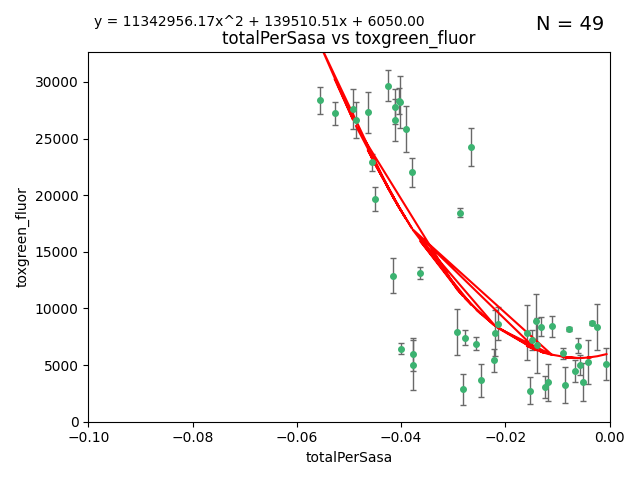 y = 11342956.17x^2 + 139510.51x + 6050.00
N = 49
totalPerSasa vs toxgreen_fluor
30000
25000
20000
15000
10000
5000
0
toxgreen_fluor
−0.10 −0.08 −0.06 −0.04 −0.02 0.00
totalPerSasa